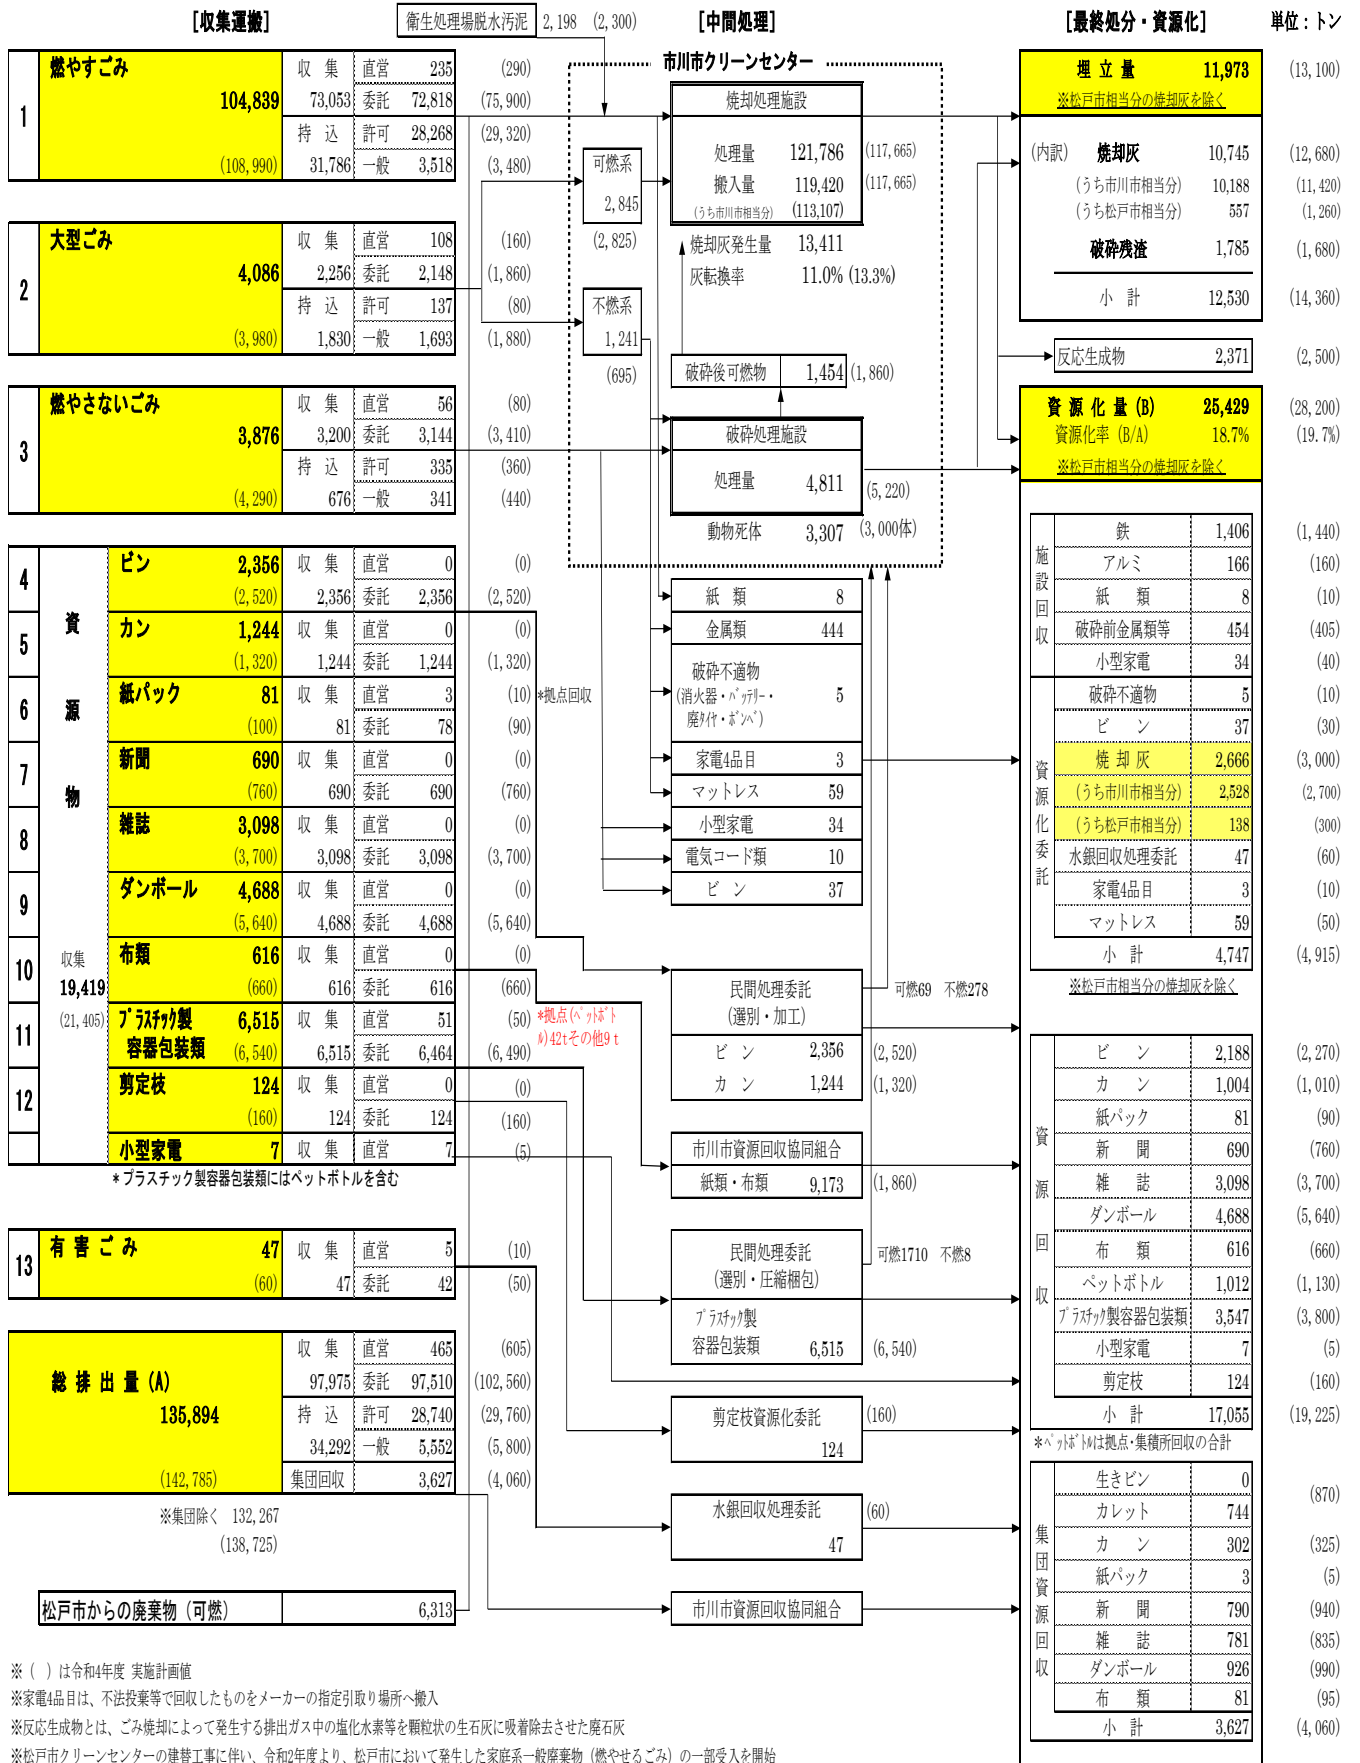 [収集運搬]
衛生処理場脱水汚泥 2,198 (2,300)
[中間処理]
[最終処分・資源化]
単位：トン
1 燃やすごみ 104,839 (108,990)
収集 73,053 直営 235 (290)
委託 72,818 (75,900)
持込 31,786 許可 28,268 (29,320)
一般 3,518 (3,480)
2 大型ごみ 4,086 (3,980)
収集 2,256 直営 108 (160)
委託 2,148 (1,860)
持込 1,830 許可 137 (80)
一般 1,693 (1,880)
3 燃やさないごみ 3,876 (4,290)
収集 3,200 直営 56 (80)
委託 3,144 (3,410)
持込 676 許可 335 (360)
一般 341 (440)
資源物
収集
19,419
(21,405)
4 ビン 2,356 (2,520)
収集 2,356 直営 0 (0)
委託 2,356 (2,520)
5 カン 1,244 (1,320)
収集 1,244 直営 0 (0)
委託 1,244 (1,320)
6 紙パック 81 (100)
収集 81 直営 3 (10) *拠点回収
委託 78 (90)
7 新聞 690 (760)
収集 690 直営 0 (0)
委託 690 (760)
8 雑誌 3,098 (3,700)
収集 3,098 直営 0 (0)
委託 3,098 (3,700)
9 ダンボール 4,688 (5,640)
収集 4,688 直営 0 (0)
委託 4,688 (5,640)
10 布類 616 (660)
収集 616 直営 0 (0)
委託 616 (660)
11 プラスチック製容器包装類 6,515 (6,540)
収集 6,515 直営 51 (50)
委託 6,464 (6,490)
*拠点(ペットボト
ル)42tその他9t
12 剪定枝 124 (160)
収集 124 直営 0 (0)
委託 124 (160)
小型家電 7 収集 直営 7 (5)
*プラスチック製容器包装類にはペットボトルを含む
13 有害ごみ 47 (60)
収集 47 直営 5 (10)
委託 42 (50)
総排出量(A) 135,894 (142,785)
収集 97,975 直営 465 (605)
委託 97,510 (102,560)
持込 34,292 許可 28,740 (29,760)
一般 5,552 (5,800)
集団回収 3,627 (4,060)
※集団除く 132,267
(138,725)
松戸市からの廃棄物（可燃） 6,313
市川市クリーンセンター
焼却処理施設
処理量 121,786 (117,665)
搬入量 119,420 (117,665)
(うち市川市相当分) (113,107)
可燃系
2,845
(2,825)
焼却灰発生量 13,411
灰転換率 11.0% (13.3%)
不燃系
1,241
(695)
破砕後可燃物 1,454 (1,860)
破砕処理施設
処理量 4,811 (5,220)
動物死体 3,307 (3,000体)
紙類 8
金属類 444
破砕不適物
(消火器・バッテリー・
廃タイヤ・ボンベ) 5
家電4品目 3
マットレス 59
小型家電 34
電気コード類 10
ビン 37
民間処理委託
(選別・加工)
可燃69 不燃278
ビン 2,356 (2,520)
カン 1,244 (1,320)
市川市資源回収協同組合
紙類・布類 9,173 (1,860)
民間処理委託
(選別・圧縮梱包)
可燃1710 不燃8
プラスチック製
容器包装類 6,515 (6,540)
剪定枝資源化委託 (160)
124
水銀回収処理委託 (60)
47
市川市資源回収協同組合
埋立量 11,973 (13,100)
※松戸市相当分の焼却灰を除く
(内訳) 焼却灰 10,745 (12,680)
(うち市川市相当分) 10,188 (11,420)
(うち松戸市相当分) 557 (1,260)
破砕残渣 1,785 (1,680)
小計 12,530 (14,360)
反応生成物 2,371 (2,500)
資源化量(B) 25,429 (28,200)
資源化率(B/A) 18.7% (19.7%)
※松戸市相当分の焼却灰を除く
施設回収
鉄 1,406 (1,440)
アルミ 166 (160)
紙類 8 (10)
破砕前金属類等 454 (405)
小型家電 34 (40)
資源化委託
破砕不適物 5 (10)
ビン 37 (30)
焼却灰 2,666 (3,000)
(うち市川市相当分) 2,528 (2,700)
(うち松戸市相当分) 138 (300)
水銀回収処理委託 47 (60)
家電4品目 3 (10)
マットレス 59 (50)
小計 4,747 (4,915)
※松戸市相当分の焼却灰を除く
資源回収
ビン 2,188 (2,270)
カン 1,004 (1,010)
紙パック 81 (90)
新聞 690 (760)
雑誌 3,098 (3,700)
ダンボール 4,688 (5,640)
布類 616 (660)
ペットボトル 1,012 (1,130)
プラスチック製容器包装類 3,547 (3,800)
小型家電 7 (5)
剪定枝 124 (160)
小計 17,055 (19,225)
*ペットボトルは拠点・集積所回収の合計
集団資源回収
生きビン 0 (870)
カレット 744
カン 302 (325)
紙パック 3 (5)
新聞 790 (940)
雑誌 781 (835)
ダンボール 926 (990)
布類 81 (95)
小計 3,627 (4,060)
※（ ）は令和4年度 実施計画値
※家電4品目は、不法投棄等で回収したものをメーカーの指定引取り場所へ搬入
※反応生成物とは、ごみ焼却によって発生する排出ガス中の塩化水素等を顆粒状の生石灰に吸着除去させた廃石灰
※松戸市クリーンセンターの建替工事に伴い、令和2年度より、松戸市において発生した家庭系一般廃棄物（燃やせるごみ）の一部受入を開始